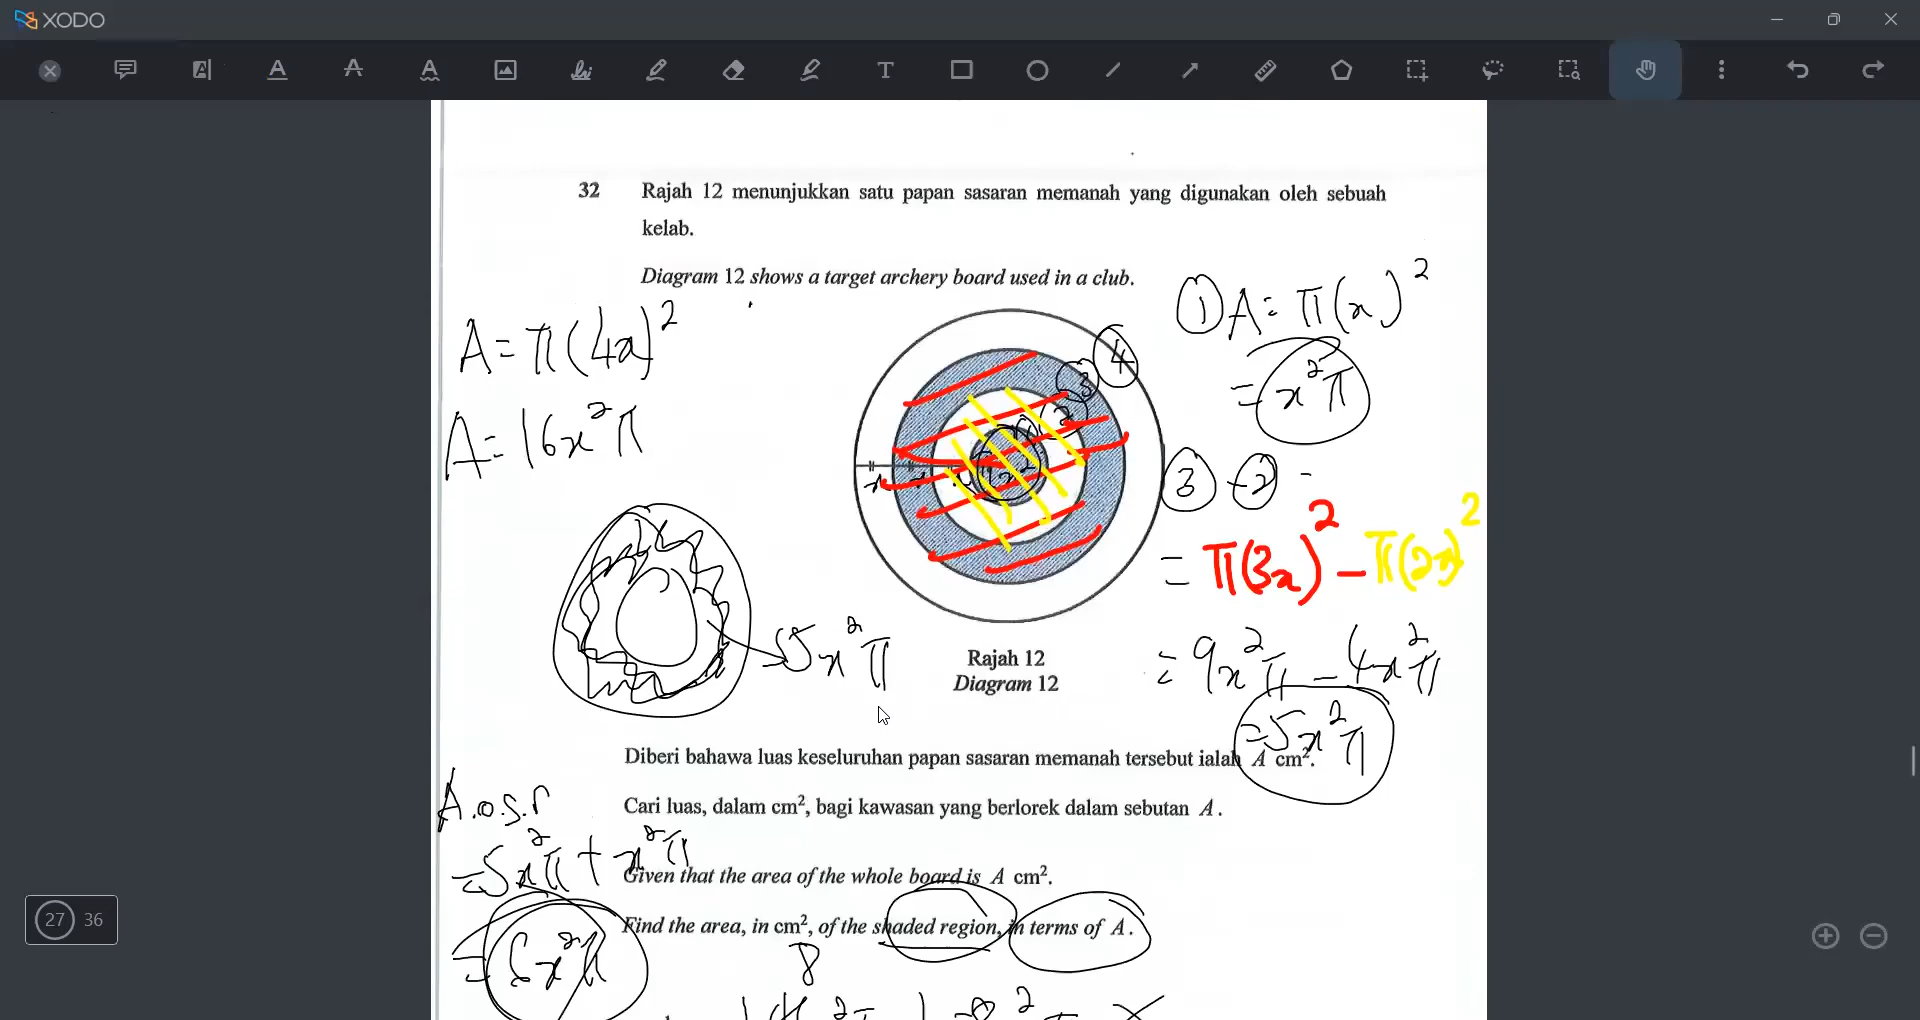 XODO
32 Rajah 12 menunjukkan satu papan sasaran memanah yang digunakan oleh sebuah
kelab.
Diagram 12 shows a target archery board used in a club.
A = π(4x)²
A = 16x²π
① A = π(x)²
= x²π
③ - ②
= π(3x)² - π(2x)²
= 9x²π - 4x²π
= 5x²π
4
3
2
x
5x²π
Rajah 12
Diagram 12
Diberi bahawa luas keseluruhan papan sasaran memanah tersebut ialah A cm².
Cari luas, dalam cm², bagi kawasan yang berlorek dalam sebutan A.
A.o.s.r
= 5x²π + x²π
= 6x²π
Given that the area of the whole board is A cm².
Find the area, in cm², of the shaded region, in terms of A.
8
27 36